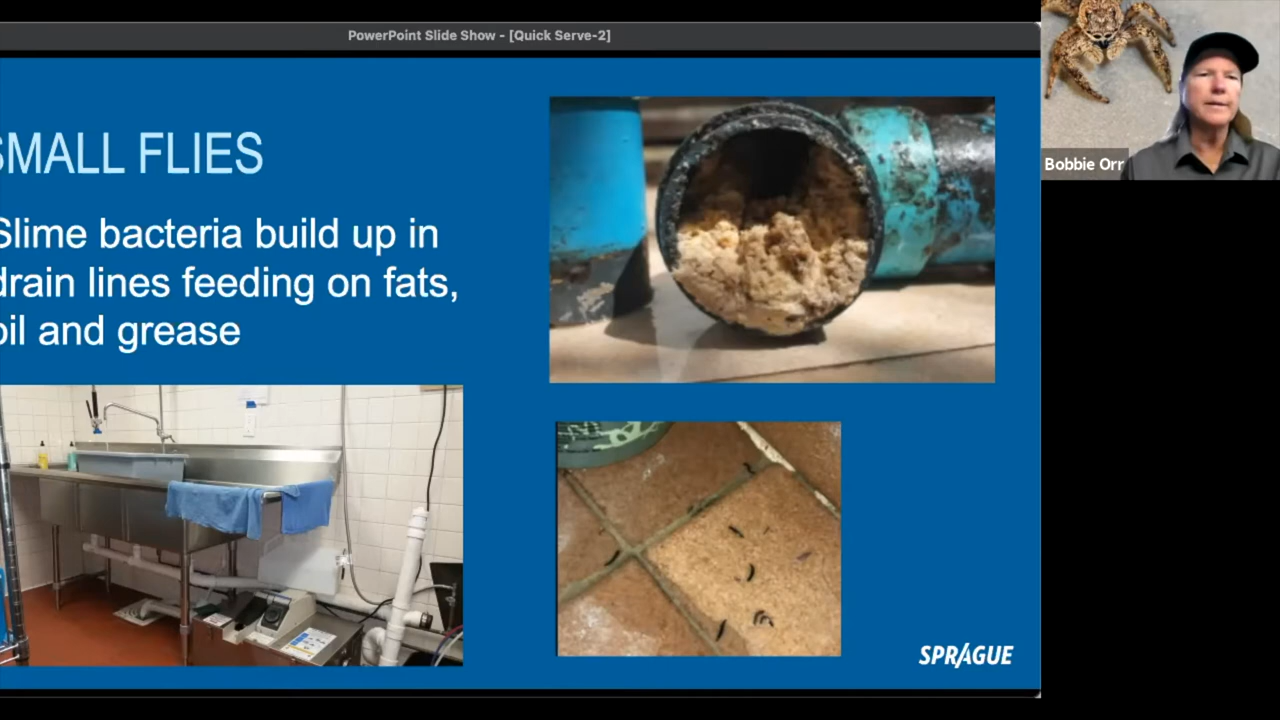 PowerPoint Slide Show - [Quick Serve-2]
SMALL FLIES
Slime bacteria build up in
drain lines feeding on fats,
oil and grease
SPRAGUE
Bobbie Orr